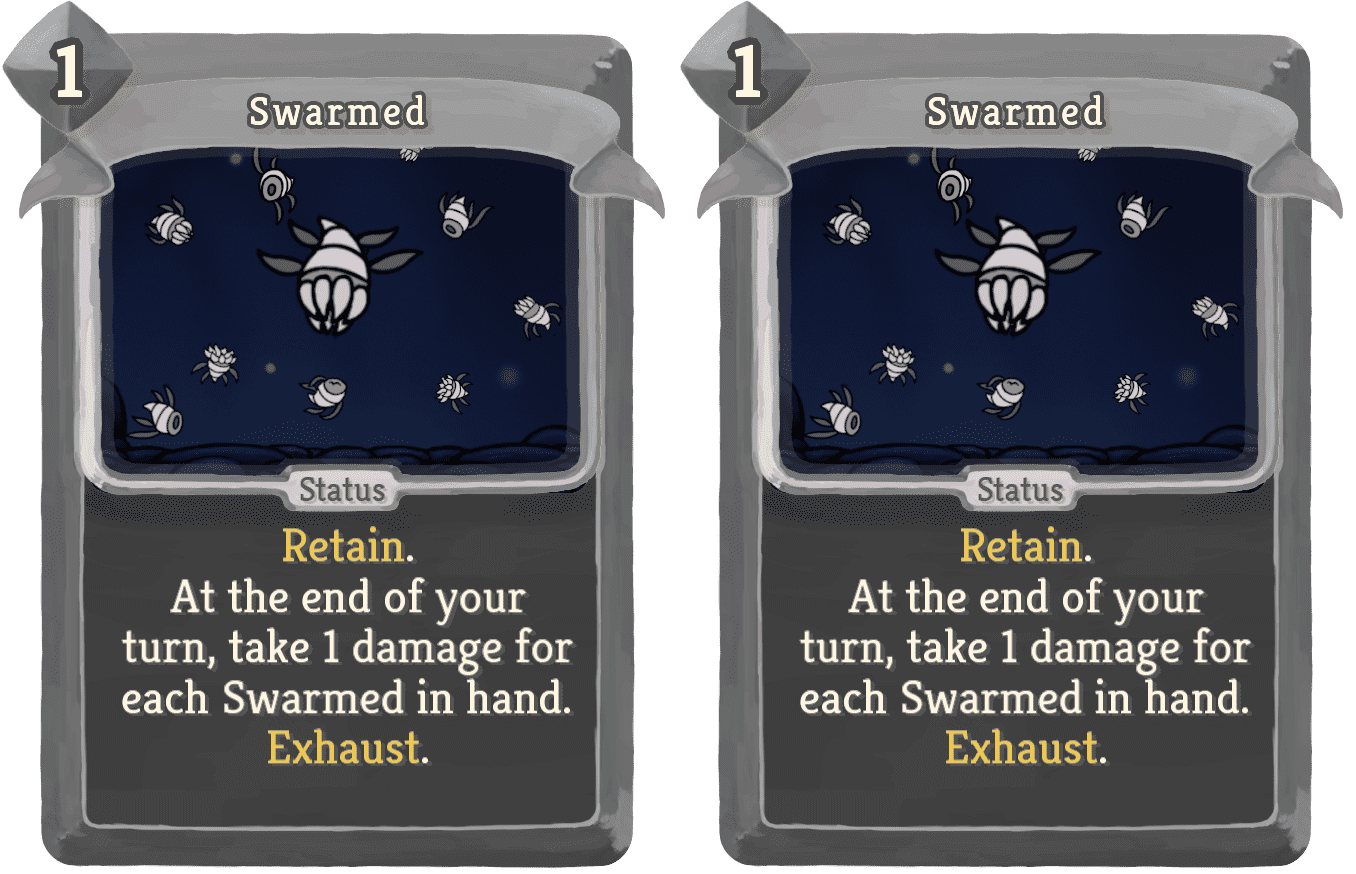 1
Swarmed
Status
Retain.
At the end of your
turn, take 1 damage for
each Swarmed in hand.
Exhaust.
1
Swarmed
Status
Retain.
At the end of your
turn, take 1 damage for
each Swarmed in hand.
Exhaust.